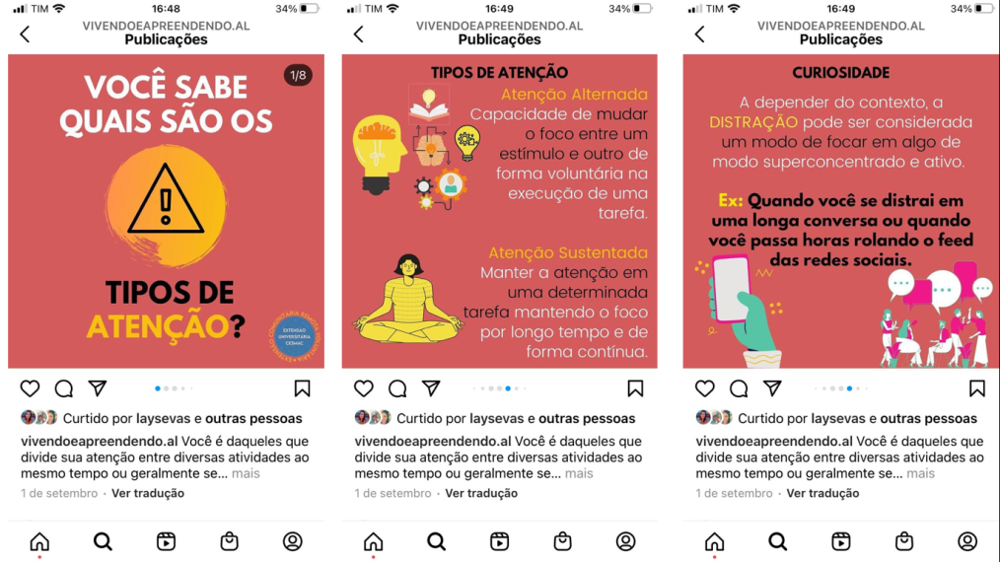 TIM
16:48
34%
VIVENDOEAPREENDENDO.AL
Publicações
1/8
VOCÊ SABE
QUAIS SÃO OS
TIPOS DE
ATENÇÃO?
EXTENSÃO
UNIVERSITÁRIA
CESMAC
Curtido por laysevas e outras pessoas
vivendoeapreendendo.al Você é daqueles que
divide sua atenção entre diversas atividades ao
mesmo tempo ou geralmente se... mais
1 de setembro · Ver tradução
TIM
16:49
34%
VIVENDOEAPREENDENDO.AL
Publicações
TIPOS DE ATENÇÃO
Atenção Alternada
Capacidade de mudar
o foco entre um
estímulo e outro de
forma voluntária na
execução de uma
tarefa.
Atenção Sustentada
Manter a atenção em
uma determinada
tarefa mantendo o foco
por longo tempo e de
forma contínua.
Curtido por laysevas e outras pessoas
vivendoeapreendendo.al Você é daqueles que
divide sua atenção entre diversas atividades ao
mesmo tempo ou geralmente se... mais
1 de setembro · Ver tradução
TIM
16:49
34%
VIVENDOEAPREENDENDO.AL
Publicações
CURIOSIDADE
A depender do contexto, a
DISTRAÇÃO pode ser considerada
um modo de focar em algo de
modo superconcentrado e ativo.
Ex: Quando você se distrai em
uma longa conversa ou quando
você passa horas rolando o feed
das redes sociais.
Curtido por laysevas e outras pessoas
vivendoeapreendendo.al Você é daqueles que
divide sua atenção entre diversas atividades ao
mesmo tempo ou geralmente se... mais
1 de setembro · Ver tradução